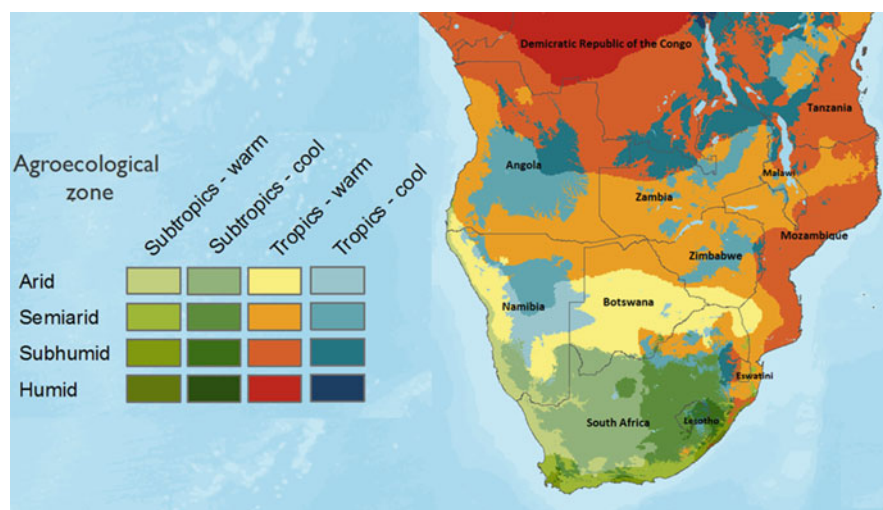 Agroecological
zone
Subtropics - warm
Subtropics - cool
Tropics - warm
Tropics - cool
Arid
Semiarid
Subhumid
Humid
Demicratic Republic of the Congo
Tanzania
Angola
Malawi
Zambia
Mozambique
Zimbabwe
Namibia
Botswana
Eswatini
South Africa
Lesotho